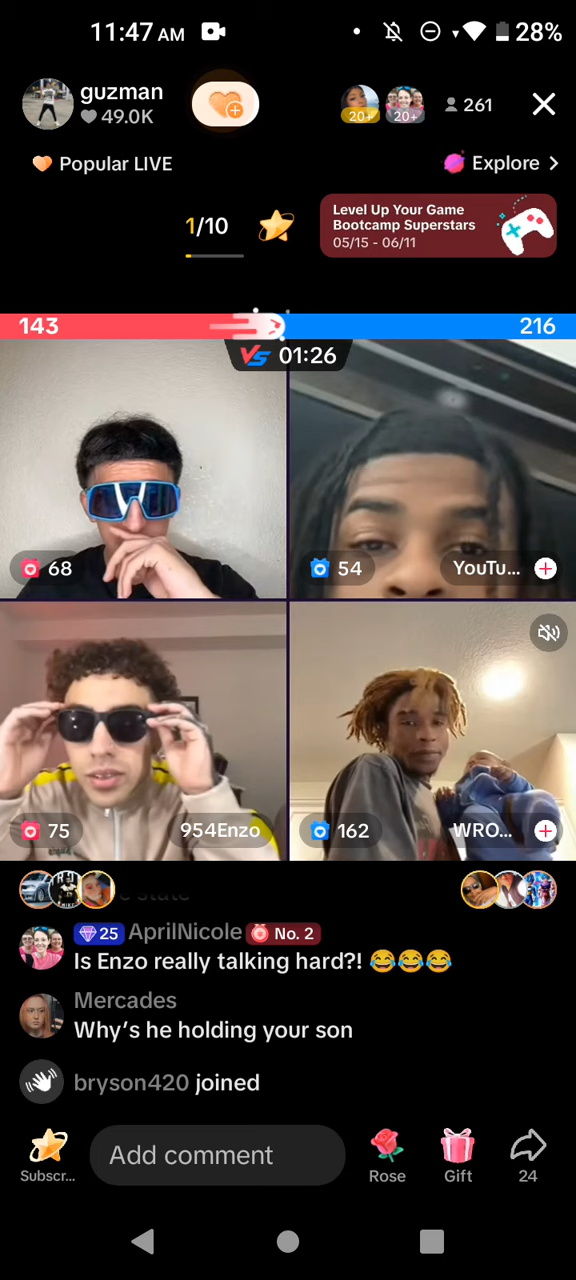 11:47 AM
28%
guzman
49.0K
20+
20+
261
Popular LIVE
Explore >
1/10
Level Up Your Game
Bootcamp Superstars
05/15 - 06/11
143
216
VS 01:26
68
54
YouTu...
75
954Enzo
162
WRO...
e state
25 AprilNicole No. 2
Is Enzo really talking hard?! 😂😂😂
Mercades
Why's he holding your son
bryson420 joined
Subscr...
Add comment
Rose
Gift
24